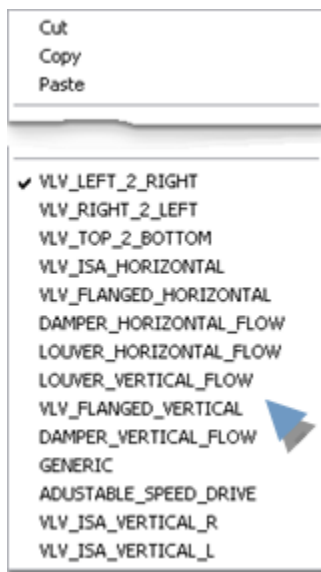 Cut
Copy
Paste
VLV_LEFT_2_RIGHT
VLV_RIGHT_2_LEFT
VLV_TOP_2_BOTTOM
VLV_ISA_HORIZONTAL
VLV_FLANGED_HORIZONTAL
DAMPER_HORIZONTAL_FLOW
LOUVER_HORIZONTAL_FLOW
LOUVER_VERTICAL_FLOW
VLV_FLANGED_VERTICAL
DAMPER_VERTICAL_FLOW
GENERIC
ADUSTABLE_SPEED_DRIVE
VLV_ISA_VERTICAL_R
VLV_ISA_VERTICAL_L